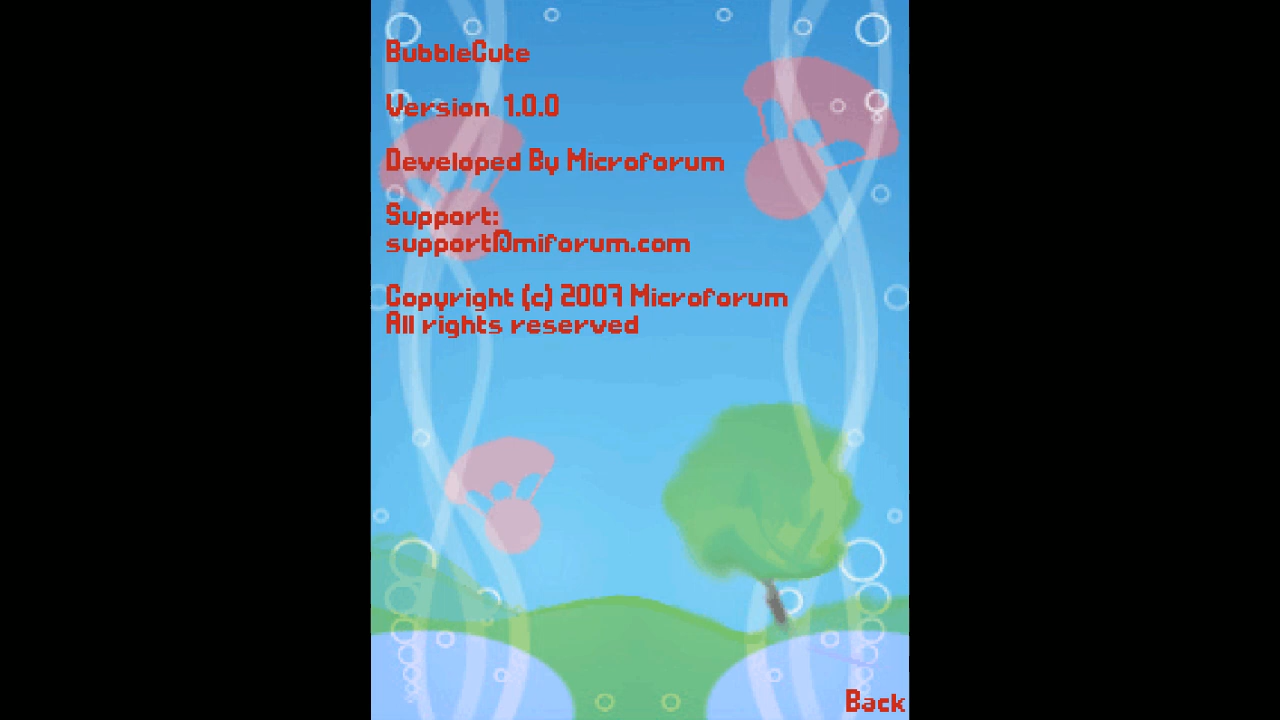 BubbleCute
Version 1.0.0
Developed By Microforum
Support:
support@miforum.com
Copyright (c) 2007 Microforum
All rights reserved
Back